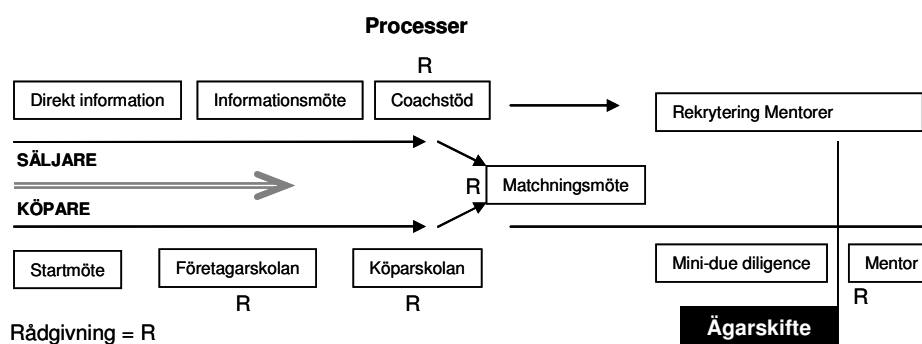 Processer
R
Direkt information
Informationsmöte
Coachstöd
Rekrytering Mentorer
SÄLJARE
R
Matchningsmöte
KÖPARE
Startmöte
Företagarskolan
Köparskolan
Mini-due diligence
Mentor
R
R
R
Rådgivning = R
Ägarskifte